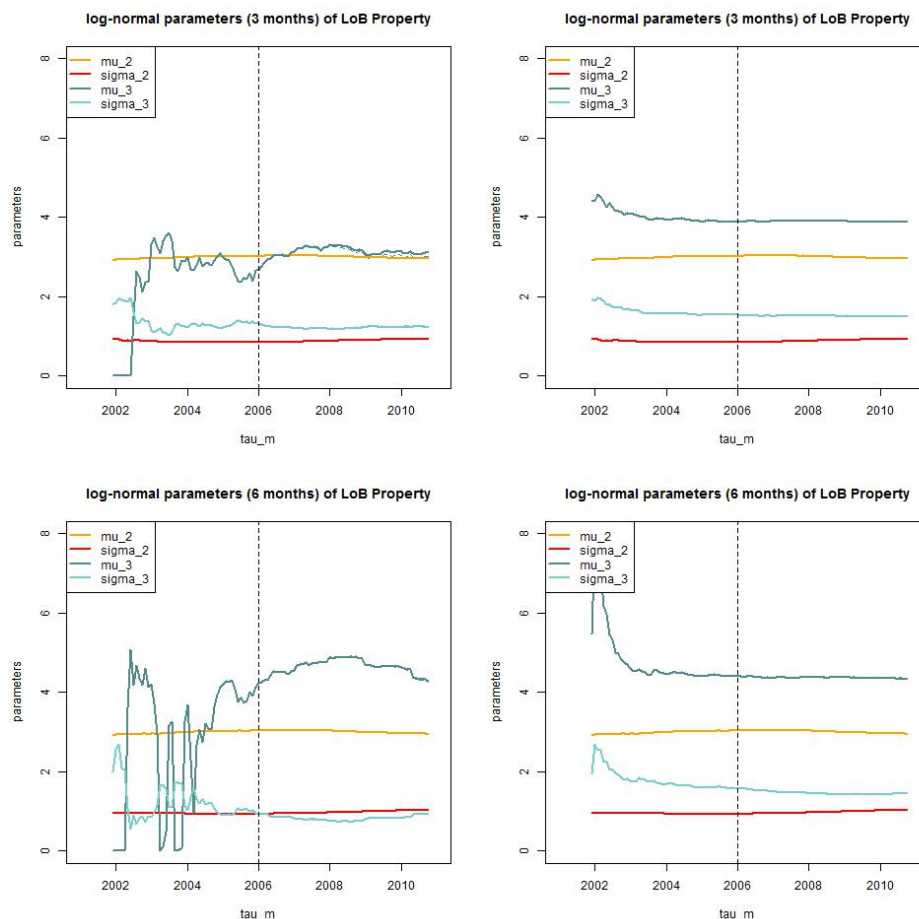 log-normal parameters (3 months) of LoB Property
mu_2
sigma_2
mu_3
sigma_3
parameters
0
2
4
6
8
2002 2004 2006 2008 2010
tau_m
log-normal parameters (3 months) of LoB Property
mu_2
sigma_2
mu_3
sigma_3
parameters
0
2
4
6
8
2002 2004 2006 2008 2010
tau_m
log-normal parameters (6 months) of LoB Property
mu_2
sigma_2
mu_3
sigma_3
parameters
0
2
4
6
8
2002 2004 2006 2008 2010
tau_m
log-normal parameters (6 months) of LoB Property
mu_2
sigma_2
mu_3
sigma_3
parameters
0
2
4
6
8
2002 2004 2006 2008 2010
tau_m